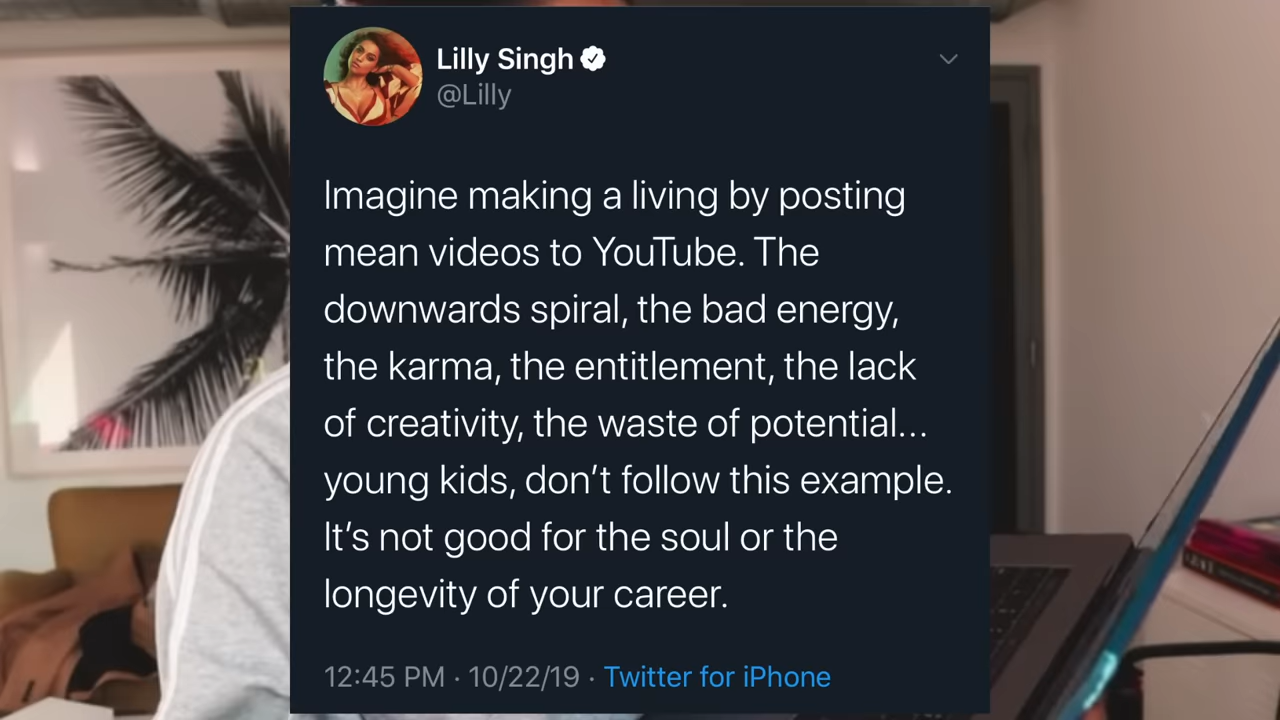 Lilly Singh
@Lilly
Imagine making a living by posting
mean videos to YouTube. The
downwards spiral, the bad energy,
the karma, the entitlement, the lack
of creativity, the waste of potential...
young kids, don’t follow this example.
It’s not good for the soul or the
longevity of your career.
12:45 PM · 10/22/19 · Twitter for iPhone